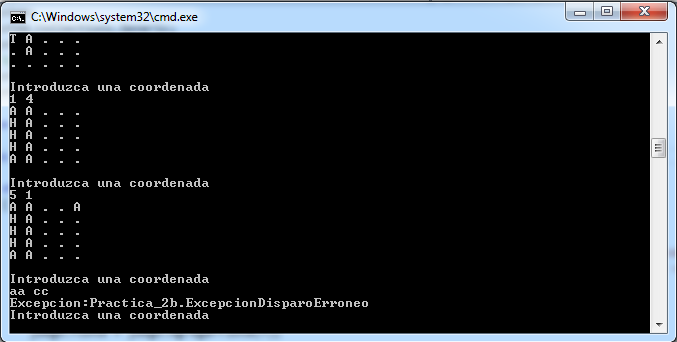 C:\Windows\system32\cmd.exe
T A . . .
. A . . .
. . . . .
Introduzca una coordenada
1 4
A A . . .
H A . . .
H A . . .
H A . . .
A A . . .
Introduzca una coordenada
5 1
A A . . A
H A . . .
H A . . .
H A . . .
A A . . .
Introduzca una coordenada
aa cc
Excepcion:Practica_2b.ExcepcionDisparoErroneo
Introduzca una coordenada